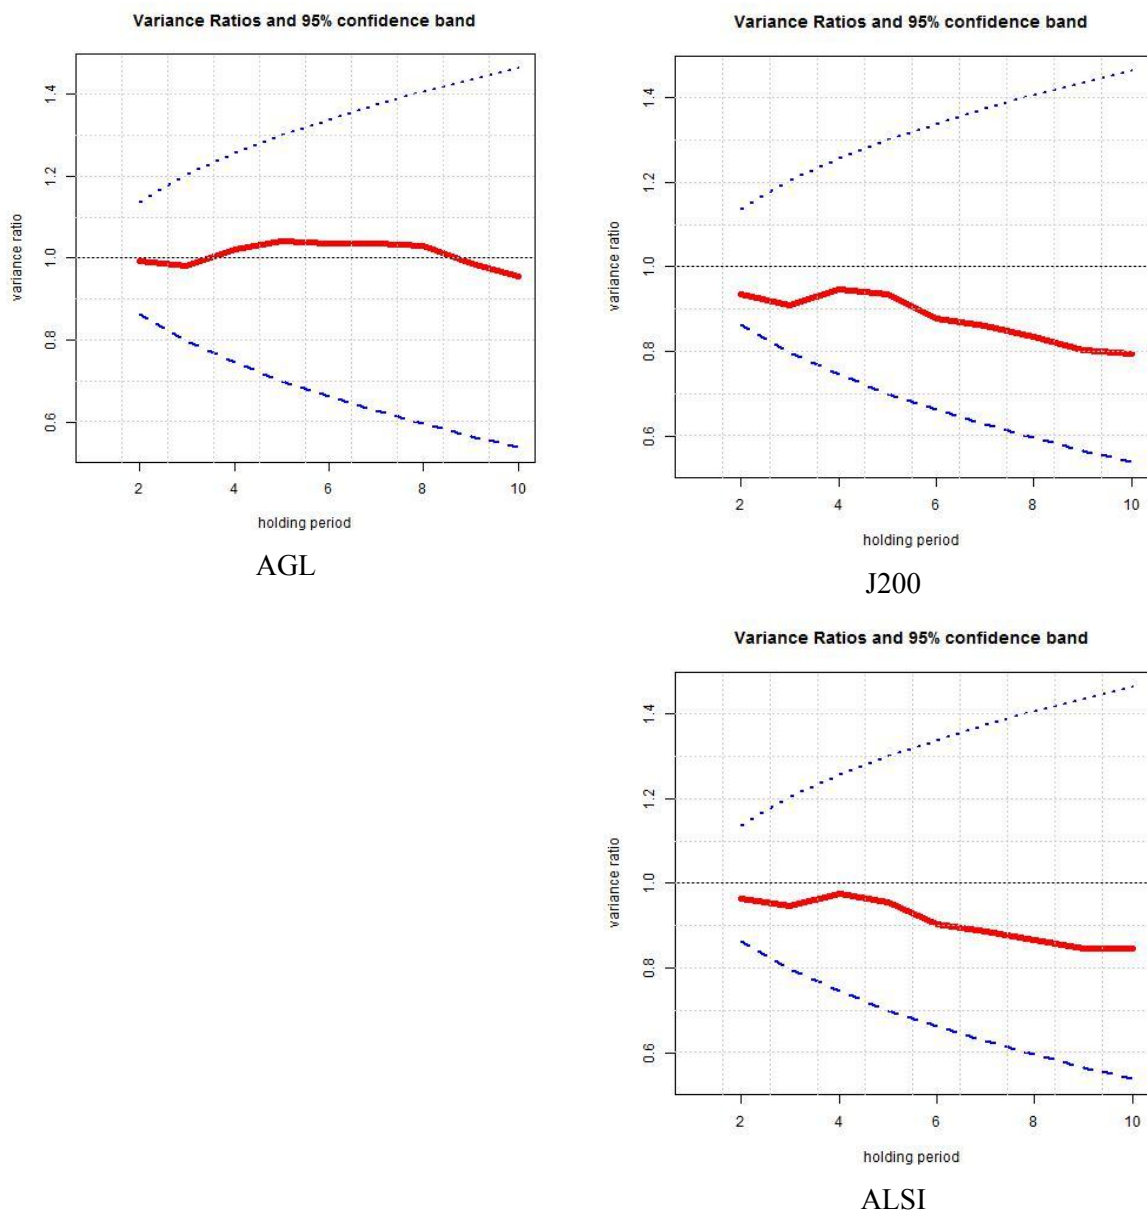 Variance Ratios and 95% confidence band
variance ratio
1.4
1.2
1.0
0.8
0.6
2 4 6 8 10
holding period
AGL
Variance Ratios and 95% confidence band
variance ratio
1.4
1.2
1.0
0.8
0.6
2 4 6 8 10
holding period
J200
Variance Ratios and 95% confidence band
variance ratio
1.4
1.2
1.0
0.8
0.6
2 4 6 8 10
holding period
ALSI